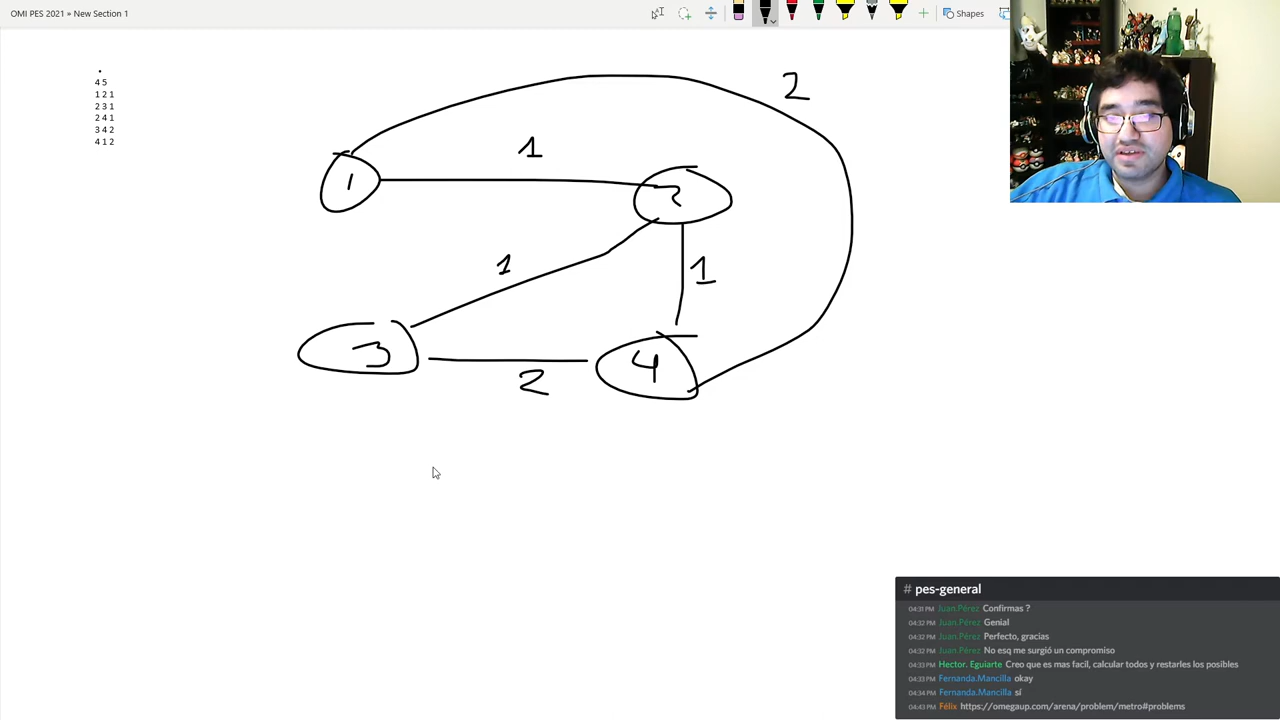 OMI PES 2021 » New Section 1
Shapes
4 5
1 2 1
2 3 1
2 4 1
3 4 2
4 1 2
2
1
1
2
1
1
3
4
2
# pes-general
04:31 PM Juan.Pérez Confirmas ?
04:32 PM Juan.Pérez Genial
04:32 PM Juan.Pérez Perfecto, gracias
04:32 PM Juan.Pérez No esq me surgió un compromiso
04:33 PM Hector. Eguiarte Creo que es mas facil, calcular todos y restarles los posibles
04:33 PM Fernanda.Mancilla okay
04:34 PM Fernanda.Mancilla sí
04:43 PM Félix https://omegaup.com/arena/problem/metro#problems